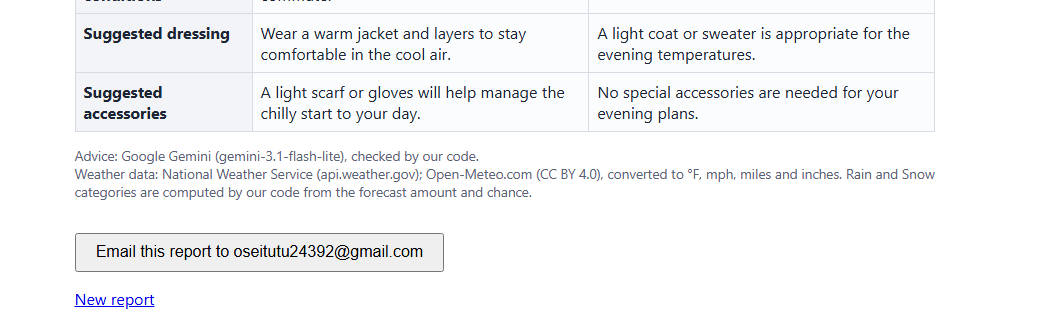 Suggested dressing
Wear a warm jacket and layers to stay
comfortable in the cool air.
A light coat or sweater is appropriate for the
evening temperatures.
Suggested
accessories
A light scarf or gloves will help manage the
chilly start to your day.
No special accessories are needed for your
evening plans.
Advice: Google Gemini (gemini-3.1-flash-lite), checked by our code.
Weather data: National Weather Service (api.weather.gov); Open-Meteo.com (CC BY 4.0), converted to °F, mph, miles and inches. Rain and Snow
categories are computed by our code from the forecast amount and chance.
Email this report to oseitutu24392@gmail.com
New report